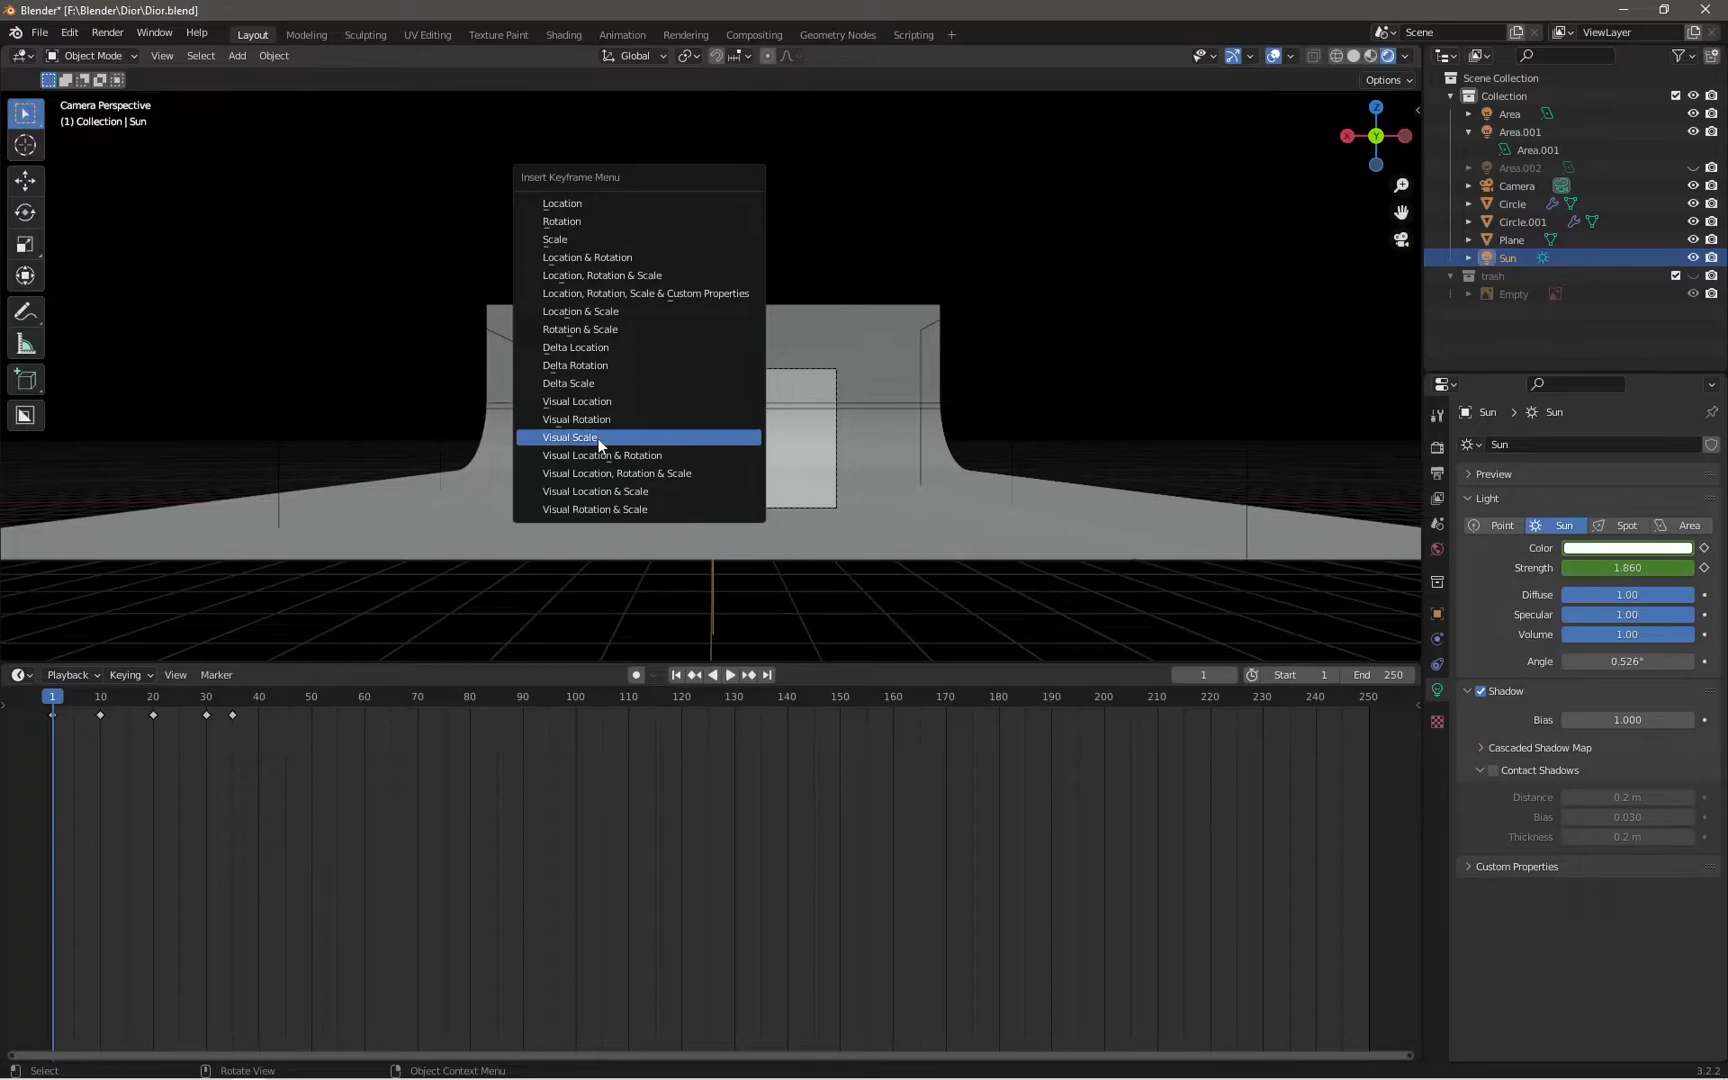 Blender* [F:\Blender\Dior\Dior.blend]
File Edit Render Window Help Layout Modeling Sculpting UV Editing Texture Paint Shading Animation Rendering Compositing Geometry Nodes Scripting + Scene ViewLayer
Object Mode View Select Add Object Global
Options
Camera Perspective
(1) Collection | Sun
Z
X
Y
Insert Keyframe Menu
Location
Rotation
Scale
Location & Rotation
Location, Rotation & Scale
Location, Rotation, Scale & Custom Properties
Location & Scale
Rotation & Scale
Delta Location
Delta Rotation
Delta Scale
Visual Location
Visual Rotation
Visual Scale
Visual Location & Rotation
Visual Location, Rotation & Scale
Visual Location & Scale
Visual Rotation & Scale
Scene Collection
Collection
Area
Area.001
Area.001
Area.002
Camera
Circle
Circle.001
Plane
Sun
trash
Empty
Sun > Sun
Sun
Preview
Light
Point Sun Spot Area
Color
Strength 1.860
Diffuse 1.00
Specular 1.00
Volume 1.00
Angle 0.526°
Shadow
Bias 1.000
Cascaded Shadow Map
Contact Shadows
Distance 0.2 m
Bias 0.030
Thickness 0.2 m
Custom Properties
Playback Keying View Marker 1 Start 1 End 250
1 10 20 30 40 50 60 70 80 90 100 110 120 130 140 150 160 170 180 190 200 210 220 230 240 250
Select Rotate View Object Context Menu 3.2.2